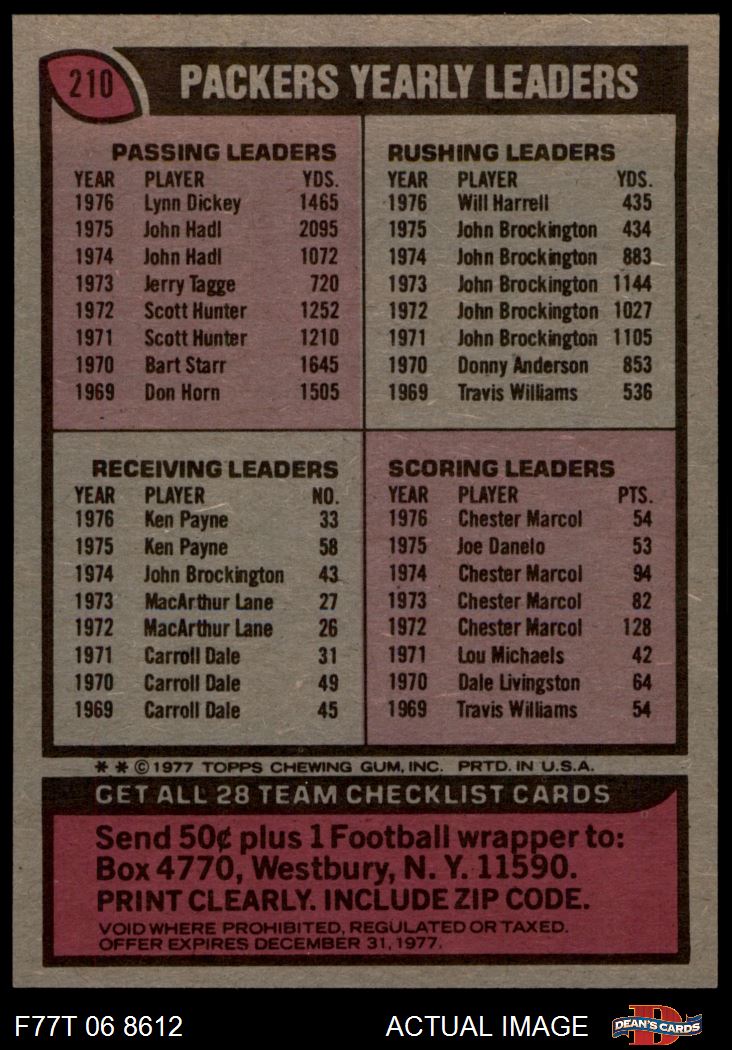 210 PACKERS YEARLY LEADERS
PASSING LEADERS
YEAR PLAYER YDS.
1976 Lynn Dickey 1465
1975 John Hadl 2095
1974 John Hadl 1072
1973 Jerry Tagge 720
1972 Scott Hunter 1252
1971 Scott Hunter 1210
1970 Bart Starr 1645
1969 Don Horn 1505
RUSHING LEADERS
YEAR PLAYER YDS.
1976 Will Harrell 435
1975 John Brockington 434
1974 John Brockington 883
1973 John Brockington 1144
1972 John Brockington 1027
1971 John Brockington 1105
1970 Donny Anderson 853
1969 Travis Williams 536
RECEIVING LEADERS
YEAR PLAYER NO.
1976 Ken Payne 33
1975 Ken Payne 58
1974 John Brockington 43
1973 MacArthur Lane 27
1972 MacArthur Lane 26
1971 Carroll Dale 31
1970 Carroll Dale 49
1969 Carroll Dale 45
SCORING LEADERS
YEAR PLAYER PTS.
1976 Chester Marcol 54
1975 Joe Danelo 53
1974 Chester Marcol 94
1973 Chester Marcol 82
1972 Chester Marcol 128
1971 Lou Michaels 42
1970 Dale Livingston 64
1969 Travis Williams 54
* * © 1977 TOPPS CHEWING GUM, INC. PRTD. IN U.S.A.
GET ALL 28 TEAM CHECKLIST CARDS
Send 50¢ plus 1 Football wrapper to:
Box 4770, Westbury, N. Y. 11590.
PRINT CLEARLY. INCLUDE ZIP CODE.
VOID WHERE PROHIBITED, REGULATED OR TAXED.
OFFER EXPIRES DECEMBER 31, 1977.
F77T 06 8612 ACTUAL IMAGE D DEAN'S CARDS